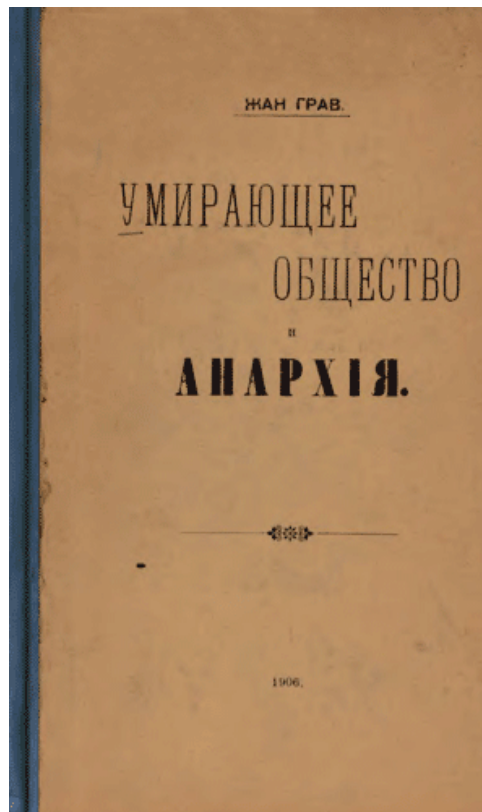 ЖАН ГРАВ.
УМИРАЮЩЕЕ
ОБЩЕСТВО
и
АНАРХІЯ.
1906.